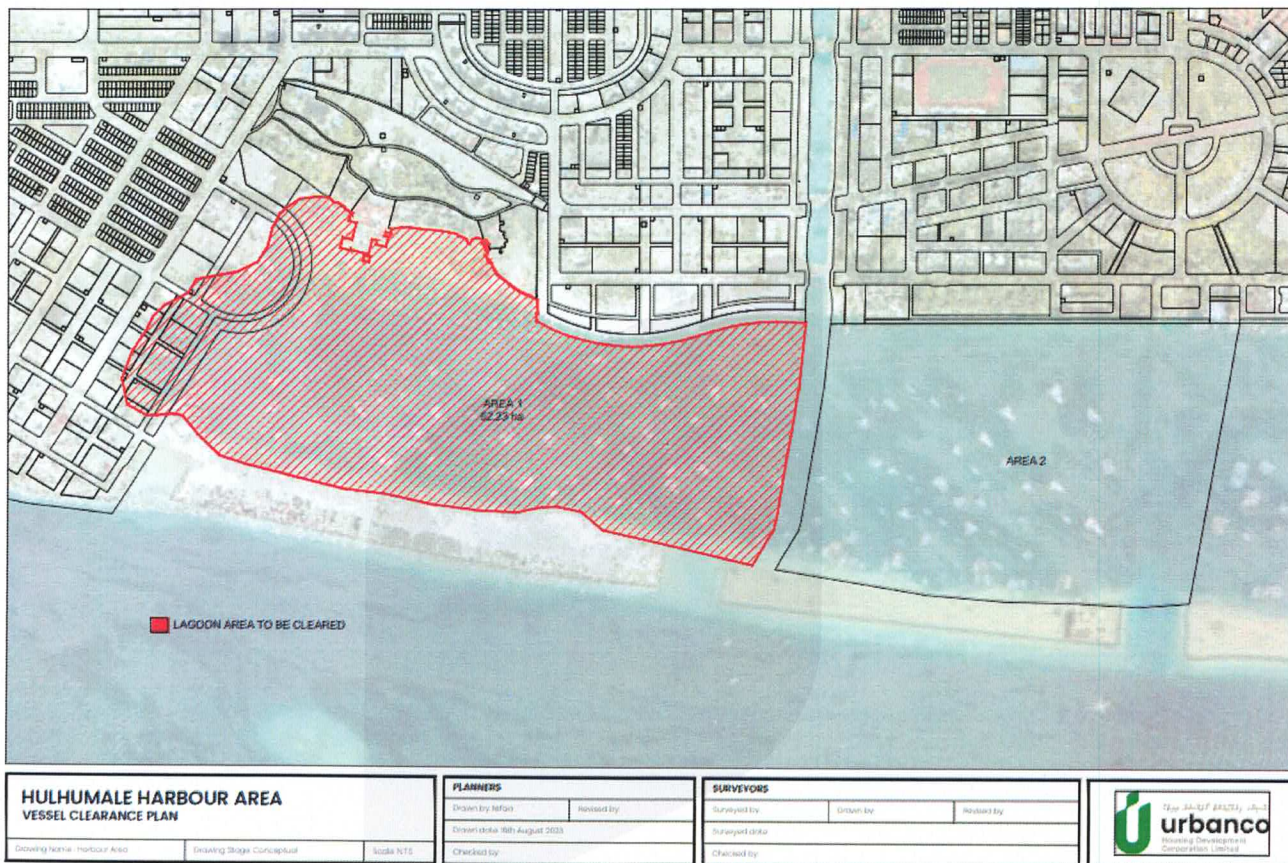 AREA 1
62.23 ha
AREA 2
LAGOON AREA TO BE CLEARED
HULHUMALE HARBOUR AREA
VESSEL CLEARANCE PLAN
Drawing Name: Harbour Area
Drawing Stage: Conceptual
Scale: NTS
PLANNERS
Drawn by:
Revised by:
Drawn date: 16th August 2023
Checked by:
SURVEYORS
Surveyed by:
Drawn by:
Revised by:
Surveyed date:
Checked by:
urbanco
Housing Development
Corporation Limited